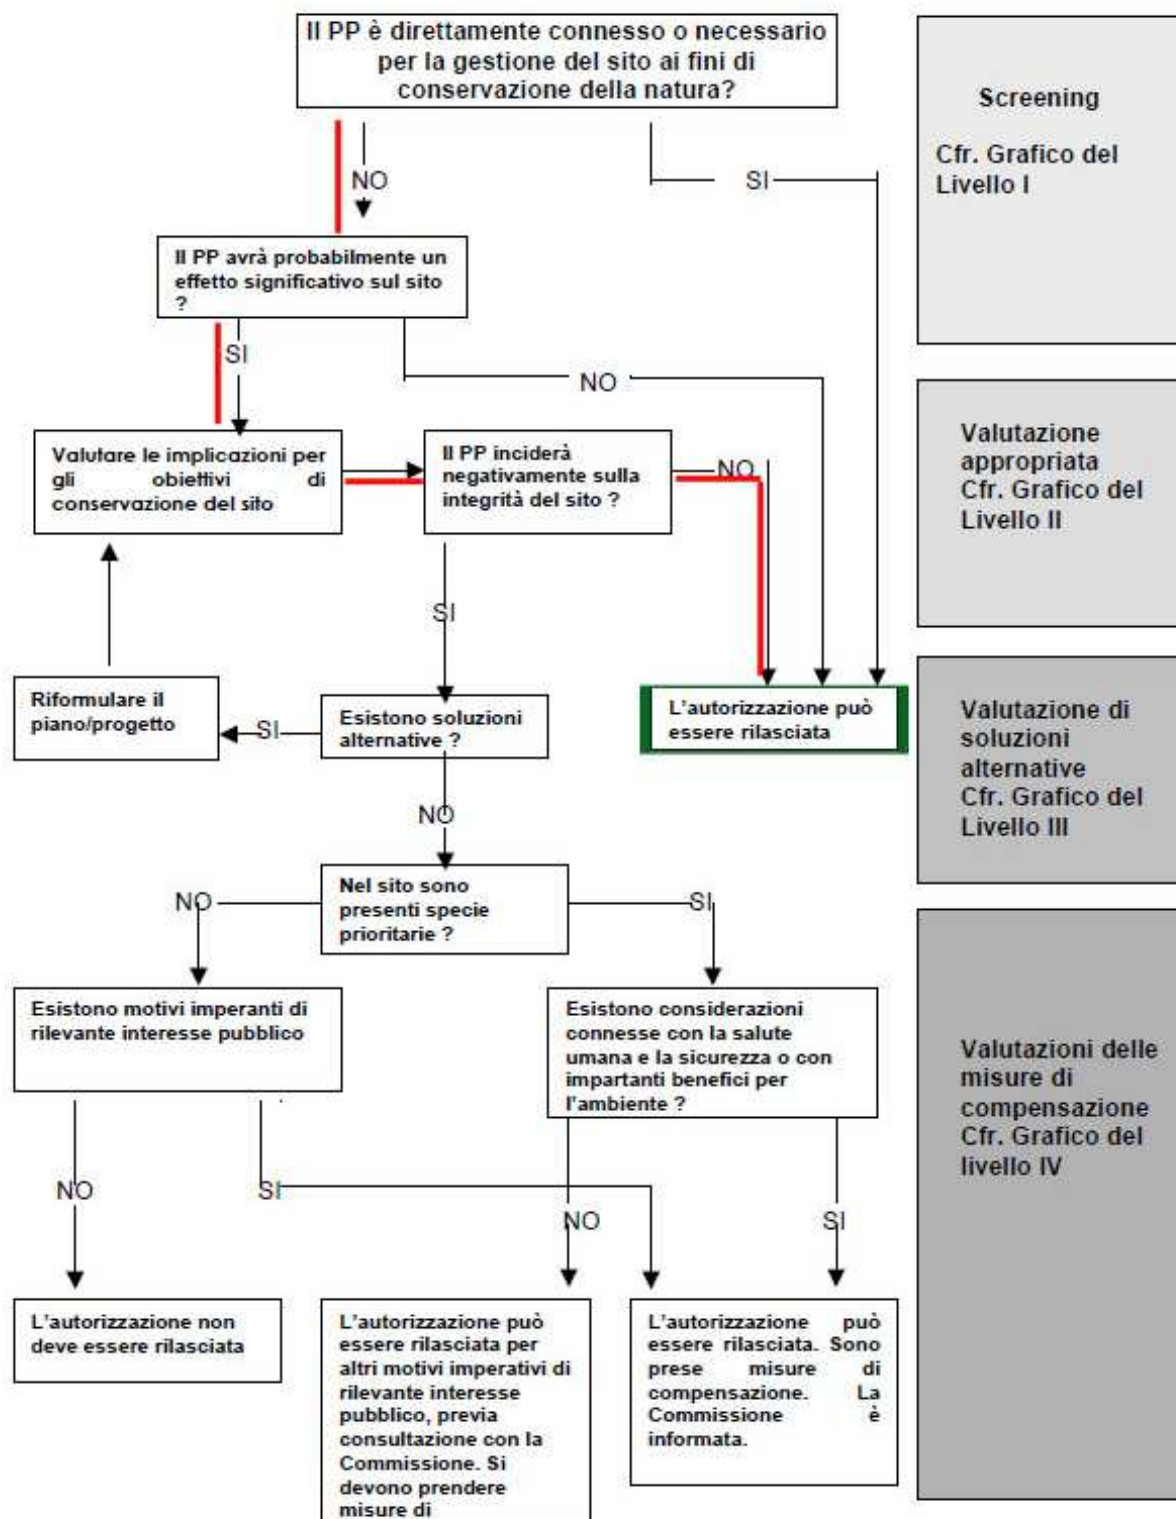 Il PP è direttamente connesso o necessario
per la gestione del sito ai fini di
conservazione della natura?
Screening
Cfr. Grafico del
Livello I
NO
SI
Il PP avrà probabilmente un
effetto significativo sul sito
?
SI
NO
Valutare le implicazioni per
gli obiettivi di
conservazione del sito
Il PP inciderà
negativamente sulla
integrità del sito ?
NO
Valutazione
appropriata
Cfr. Grafico del
Livello II
SI
Riformulare il
piano/progetto
SI
Esistono soluzioni
alternative ?
L'autorizzazione può
essere rilasciata
Valutazione di
soluzioni
alternative
Cfr. Grafico del
Livello III
NO
Nel sito sono
presenti specie
prioritarie ?
NO
SI
Esistono motivi imperanti di
rilevante interesse pubblico
Esistono considerazioni
connesse con la salute
umana e la sicurezza o con
impartanti benefici per
l'ambiente ?
Valutazioni delle
misure di
compensazione
Cfr. Grafico del
livello IV
NO
SI
NO
SI
L'autorizzazione non
deve essere rilasciata
L'autorizzazione può
essere rilasciata per
altri motivi imperativi di
rilevante interesse
pubblico, previa
consultazione con la
Commissione. Si
devono prendere
misure di
L'autorizzazione può
essere rilasciata. Sono
prese misure di
compensazione. La
Commissione è
informata.